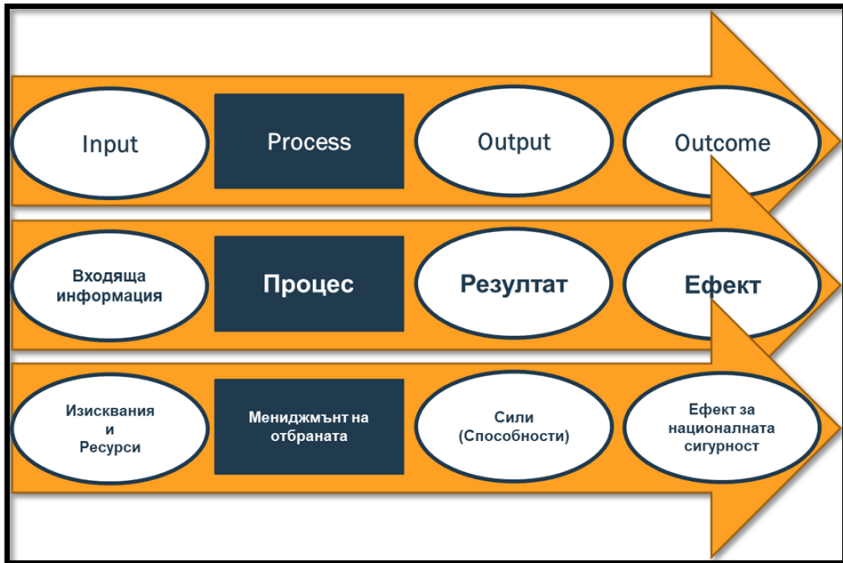 Input
Process
Output
Outcome
Входяща
информация
Процес
Резултат
Ефект
Изисквания
и
Ресурси
Мениджмънт на
отбраната
Сили
(Способности)
Ефект за
националната
сигурност